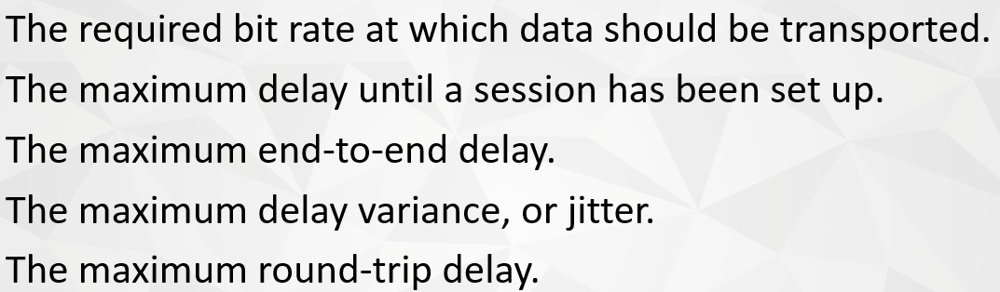 The required bit rate at which data should be transported.
The maximum delay until a session has been set up.
The maximum end-to-end delay.
The maximum delay variance, or jitter.
The maximum round-trip delay.